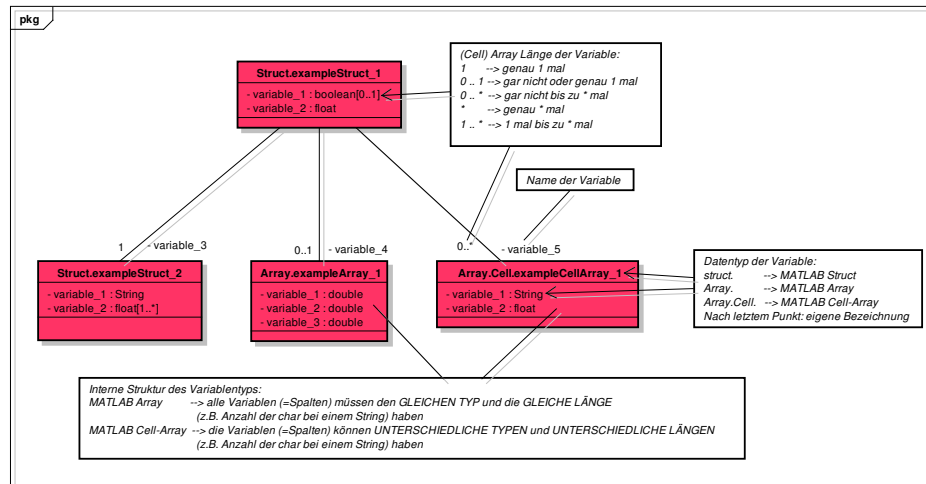 pkg
(Cell) Array Länge der Variable:
1 --> genau 1 mal
0 .. 1 --> gar nicht oder genau 1 mal
0 .. * --> gar nicht bis zu * mal
* --> genau * mal
1 .. * --> 1 mal bis zu * mal
Struct.exampleStruct_1
- variable_1 : boolean[0..1]
- variable_2 : float
Name der Variable
1
- variable_3
0..1
- variable_4
0..*
- variable_5
Struct.exampleStruct_2
- variable_1 : String
- variable_2 : float[1..*]
Array.exampleArray_1
- variable_1 : double
- variable_2 : double
- variable_3 : double
Array.Cell.exampleCellArray_1
- variable_1 : String
- variable_2 : float
Datentyp der Variable:
struct. --> MATLAB Struct
Array. --> MATLAB Array
Array.Cell. --> MATLAB Cell-Array
Nach letztem Punkt: eigene Bezeichnung
Interne Struktur des Variablentyps:
MATLAB Array --> alle Variablen (=Spalten) müssen den GLEICHEN TYP und die GLEICHE LÄNGE
(z.B. Anzahl der char bei einem String) haben
MATLAB Cell-Array --> die Variablen (=Spalten) können UNTERSCHIEDLICHE TYPEN und UNTERSCHIEDLICHE LÄNGEN
(z.B. Anzahl der char bei einem String) haben